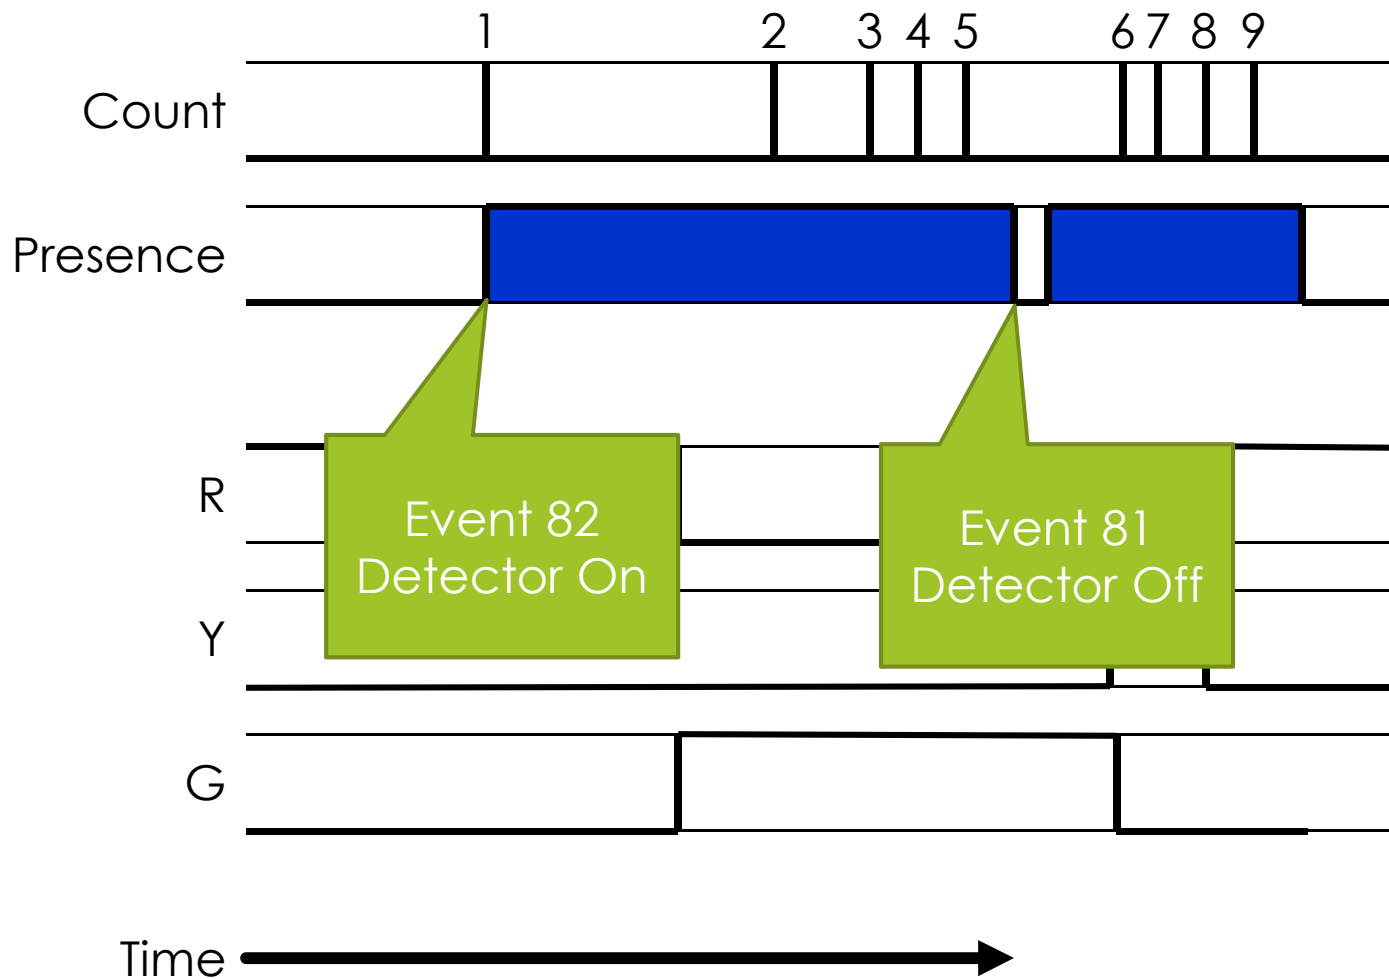 1 2 3 4 5 6 7 8 9
Count
Presence
R
Event 82
Detector On
Event 81
Detector Off
Y
G
Time